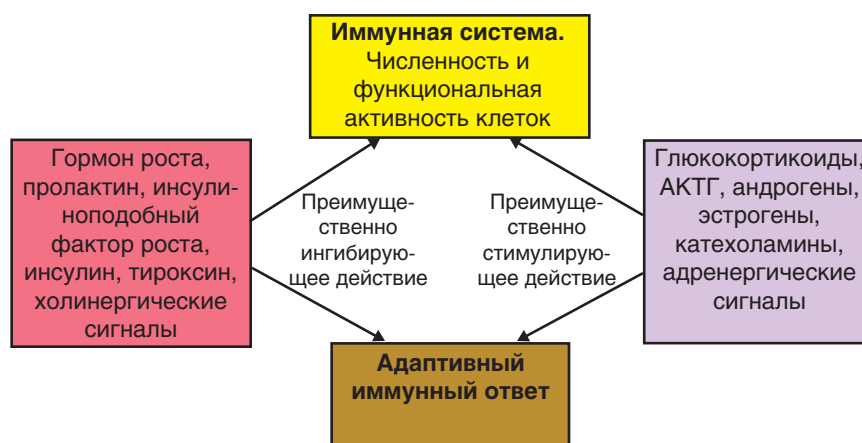 Иммунная система.
Численность и
функциональная
активность клеток
Гормон роста,
пролактин, инсули-
ноподобный
фактор роста,
инсулин, тироксин,
холинергические
сигналы
Преимуще-
ственно
ингибирую-
щее действие
Преимуще-
ственно
стимулирую-
щее действие
Глюкокортикоиды,
АКТГ, андрогены,
эстрогены,
катехоламины,
адренергические
сигналы
Адаптивный
иммунный ответ